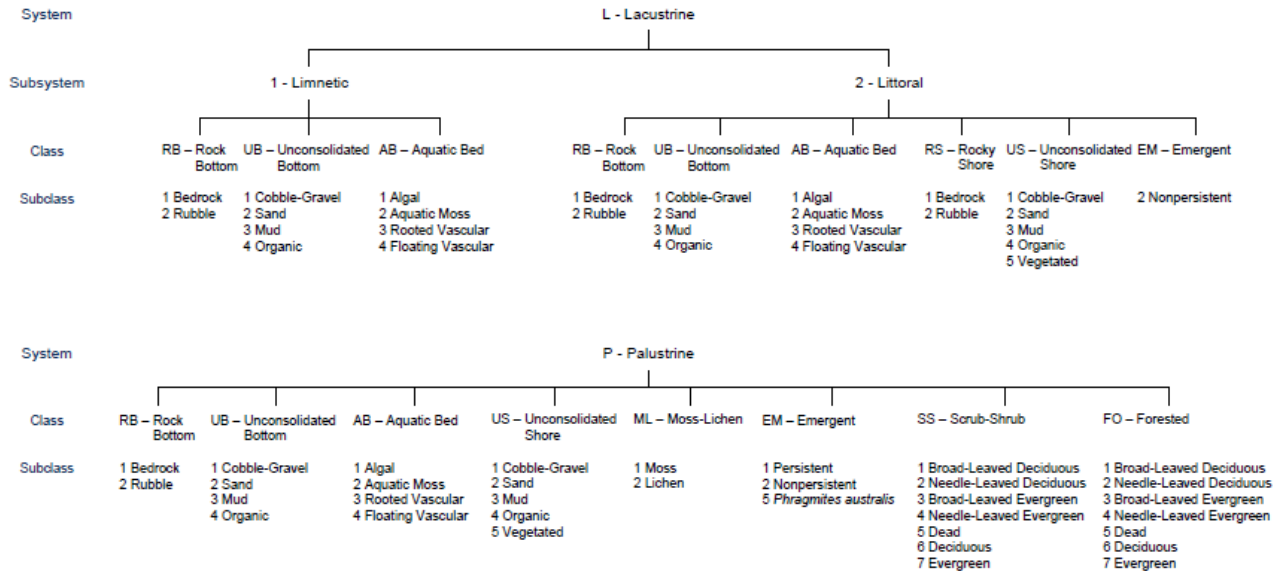 System L - Lacustrine
Subsystem 1 - Limnetic 2 - Littoral
Class RB – Rock Bottom UB – Unconsolidated Bottom AB – Aquatic Bed RB – Rock Bottom UB – Unconsolidated Bottom AB – Aquatic Bed RS – Rocky Shore US – Unconsolidated Shore EM – Emergent
Subclass 1 Bedrock 1 Cobble-Gravel 1 Algal 1 Bedrock 1 Cobble-Gravel 1 Algal 1 Bedrock 1 Cobble-Gravel 2 Nonpersistent
2 Rubble 2 Sand 2 Aquatic Moss 2 Rubble 2 Sand 2 Aquatic Moss 2 Rubble 2 Sand
3 Mud 3 Rooted Vascular 3 Mud 3 Rooted Vascular 3 Mud
4 Organic 4 Floating Vascular 4 Organic 4 Floating Vascular 4 Organic
5 Vegetated
System P - Palustrine
Class RB – Rock Bottom UB – Unconsolidated Bottom AB – Aquatic Bed US – Unconsolidated Shore ML – Moss-Lichen EM – Emergent SS – Scrub-Shrub FO – Forested
Subclass 1 Bedrock 1 Cobble-Gravel 1 Algal 1 Cobble-Gravel 1 Moss 1 Persistent 1 Broad-Leaved Deciduous 1 Broad-Leaved Deciduous
2 Rubble 2 Sand 2 Aquatic Moss 2 Sand 2 Lichen 2 Nonpersistent 2 Needle-Leaved Deciduous 2 Needle-Leaved Deciduous
3 Mud 3 Rooted Vascular 3 Mud 5 Phragmites australis 3 Broad-Leaved Evergreen 3 Broad-Leaved Evergreen
4 Organic 4 Floating Vascular 4 Organic 4 Needle-Leaved Evergreen 4 Needle-Leaved Evergreen
5 Vegetated 5 Dead 5 Dead
6 Deciduous 6 Deciduous
7 Evergreen 7 Evergreen